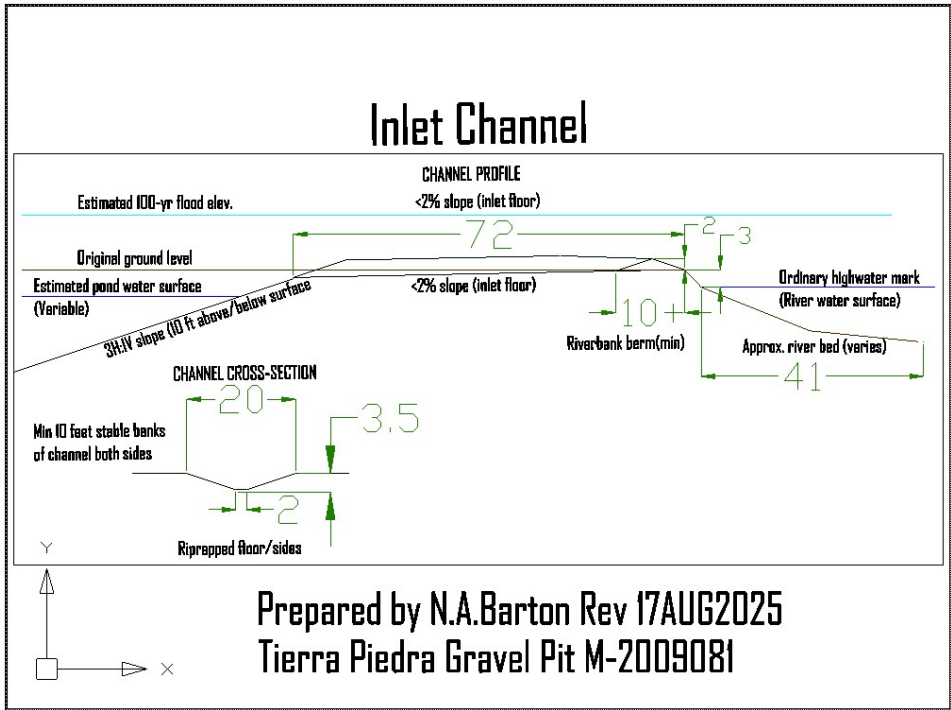 Inlet Channel
CHANNEL PROFILE
Estimated 100-yr flood elev.
<2% slope (inlet floor)
2
3
72
Original ground level
Estimated pond water surface
(Variable)
<2% slope (inlet floor)
Ordinary highwater mark
(River water surface)
3H:1V slope (10 ft above/below surface
10 +
Riverbank berm(min)
Approx. river bed (varies)
41
CHANNEL CROSS-SECTION
20
3.5
Min 10 feet stable banks
of channel both sides
2
Riprapped floor/sides
Y
X
Prepared by N.A.Barton Rev 17AUG2025
Tierra Piedra Gravel Pit M-2009081